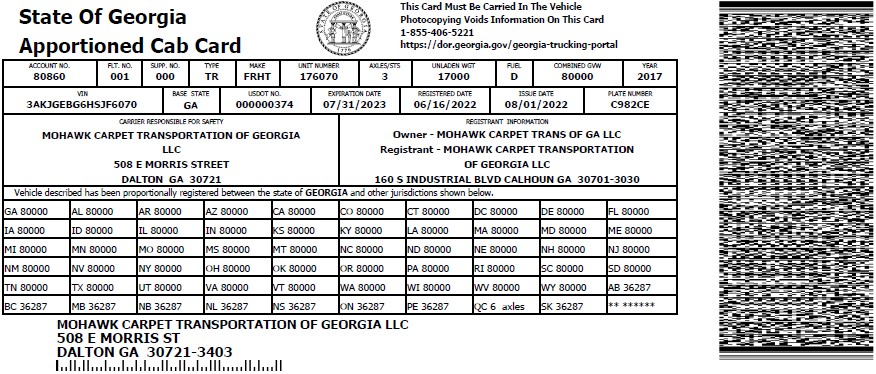 State Of Georgia
Apportioned Cab Card
This Card Must Be Carried In The Vehicle
Photocopying Voids Information On This Card
1-855-406-5221
https://dor.georgia.gov/georgia-trucking-portal
ACCOUNT NO. FLT. NO. SUPP. NO. TYPE MAKE UNIT NUMBER AXLES/STS UNLADEN WGT FUEL COMBINED GVW YEAR
80860 001 000 TR FRHT 176070 3 17000 D 80000 2017
VIN BASE STATE USDOT NO. EXPIRATION DATE REGISTERED DATE ISSUE DATE PLATE NUMBER
3AKJGEBG6HSJF6070 GA 000000374 07/31/2023 06/16/2022 08/01/2022 C982CE
CARRIER RESPONSIBLE FOR SAFETY
MOHAWK CARPET TRANSPORTATION OF GEORGIA
LLC
508 E MORRIS STREET
DALTON GA 30721
REGISTRANT INFORMATION
Owner - MOHAWK CARPET TRANS OF GA LLC
Registrant - MOHAWK CARPET TRANSPORTATION
OF GEORGIA LLC
160 S INDUSTRIAL BLVD CALHOUN GA 30701-3030
Vehicle described has been proportionally registered between the state of GEORGIA and other jurisdictions shown below.
GA 80000 AL 80000 AR 80000 AZ 80000 CA 80000 CO 80000 CT 80000 DC 80000 DE 80000 FL 80000
IA 80000 ID 80000 IL 80000 IN 80000 KS 80000 KY 80000 LA 80000 MA 80000 MD 80000 ME 80000
MI 80000 MN 80000 MO 80000 MS 80000 MT 80000 NC 80000 ND 80000 NE 80000 NH 80000 NJ 80000
NM 80000 NV 80000 NY 80000 OH 80000 OK 80000 OR 80000 PA 80000 RI 80000 SC 80000 SD 80000
TN 80000 TX 80000 UT 80000 VA 80000 VT 80000 WA 80000 WI 80000 WV 80000 WY 80000 AB 36287
BC 36287 MB 36287 NB 36287 NL 36287 NS 36287 ON 36287 PE 36287 QC 6 axles SK 36287 ** ******
MOHAWK CARPET TRANSPORTATION OF GEORGIA LLC
508 E MORRIS ST
DALTON GA 30721-3403